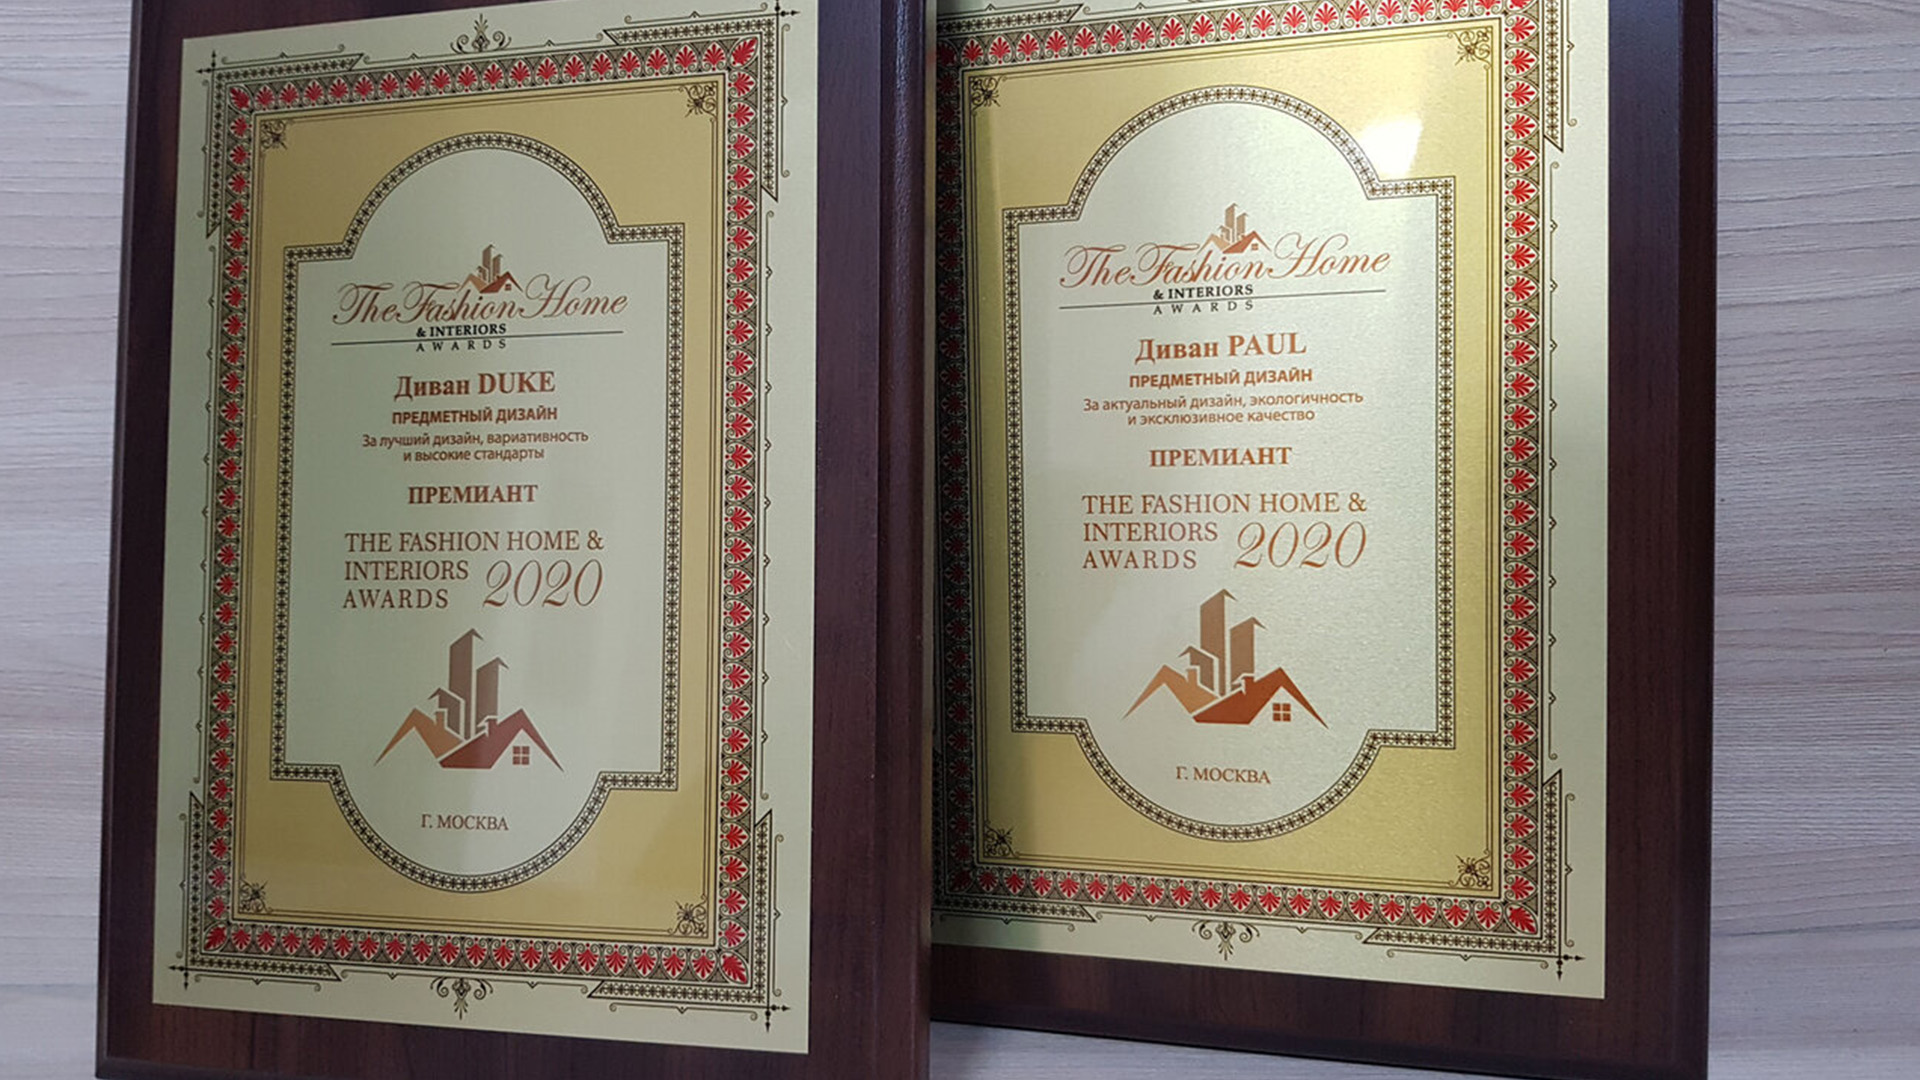 The Fashion Home
& INTERIORS
AWARDS
Диван DUKE
ПРЕДМЕТНЫЙ ДИЗАЙН
За лучший дизайн, вариативность
и высокие стандарты
ПРЕМИАНТ
THE FASHION HOME &
INTERIORS
AWARDS 2020
Г. МОСКВА
The Fashion Home
& INTERIORS
AWARDS
Диван PAUL
ПРЕДМЕТНЫЙ ДИЗАЙН
За актуальный дизайн, экологичность
и эксклюзивное качество
ПРЕМИАНТ
THE FASHION HOME &
INTERIORS
AWARDS 2020
Г. МОСКВА